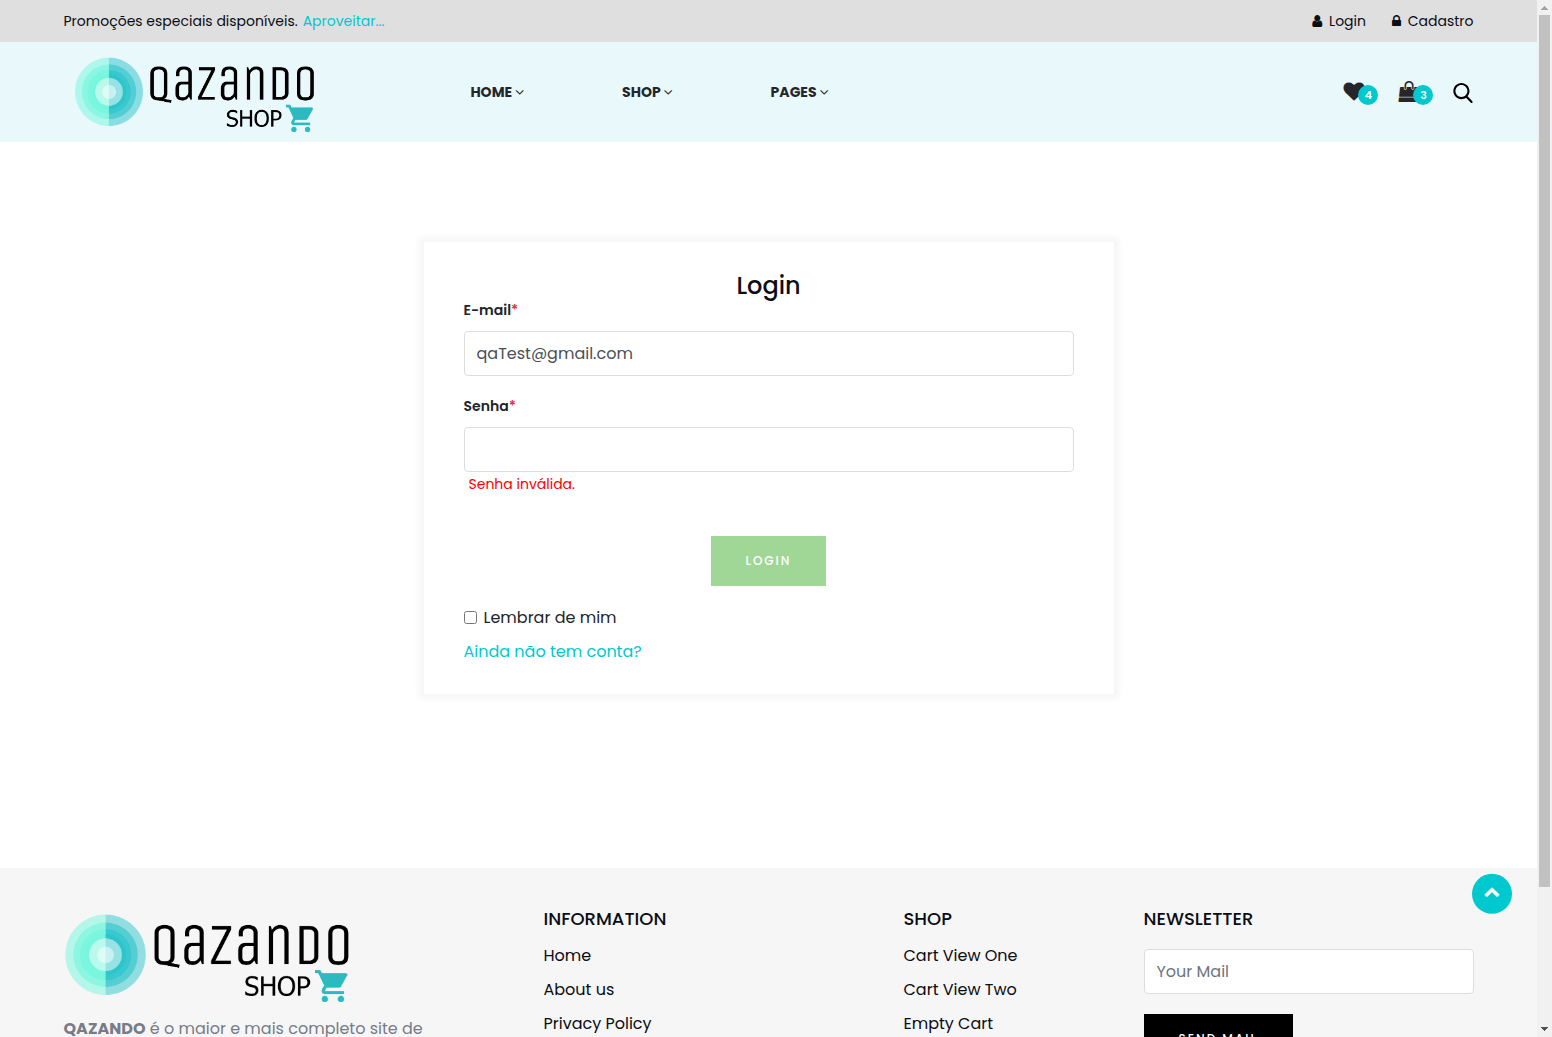 Promoções especiais disponíveis. Aproveitar...
Login
Cadastro
QAZANDO
SHOP
HOME
SHOP
PAGES
4
3
Login
E-mail*
qaTest@gmail.com
Senha*
Senha inválida.
LOGIN
Lembrar de mim
Ainda não tem conta?
QAZANDO
SHOP
QAZANDO é o maior e mais completo site de
INFORMATION
Home
About us
Privacy Policy
SHOP
Cart View One
Cart View Two
Empty Cart
NEWSLETTER
Your Mail
SEND MAIL